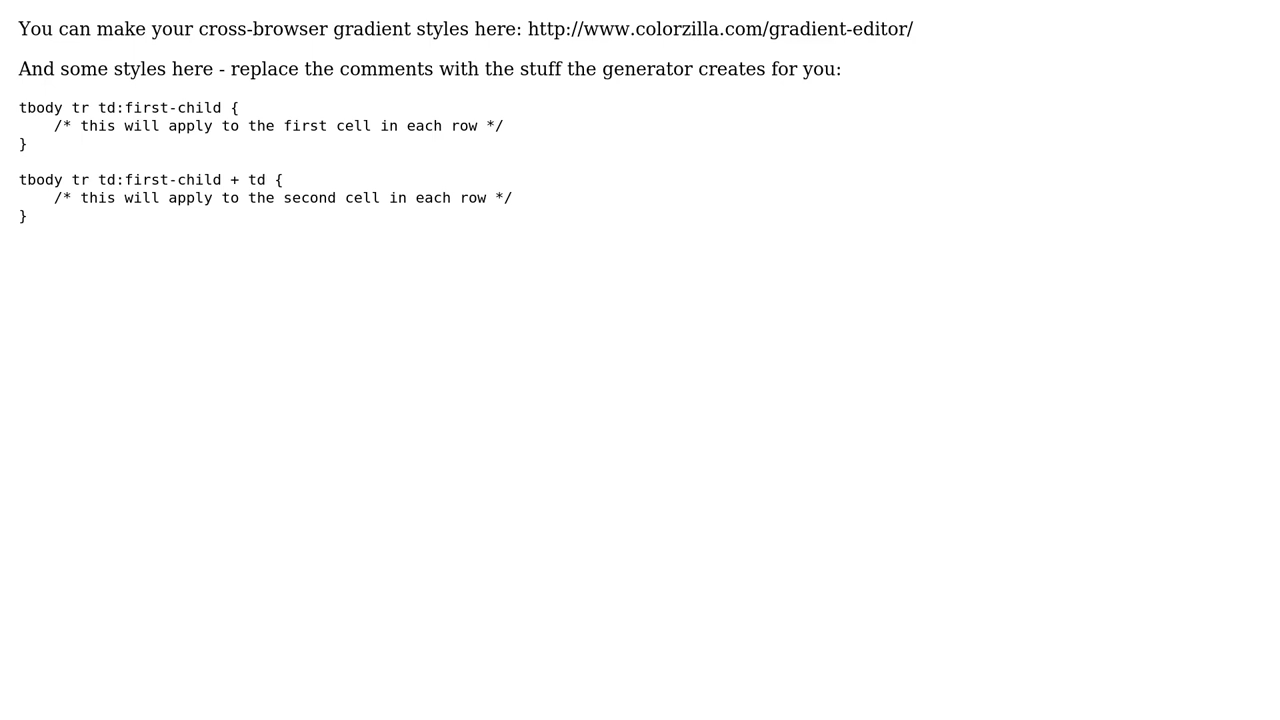 You can make your cross-browser gradient styles here: http://www.colorzilla.com/gradient-editor/
And some styles here - replace the comments with the stuff the generator creates for you:
tbody tr td:first-child {
    /* this will apply to the first cell in each row */
}
tbody tr td:first-child + td {
    /* this will apply to the second cell in each row */
}